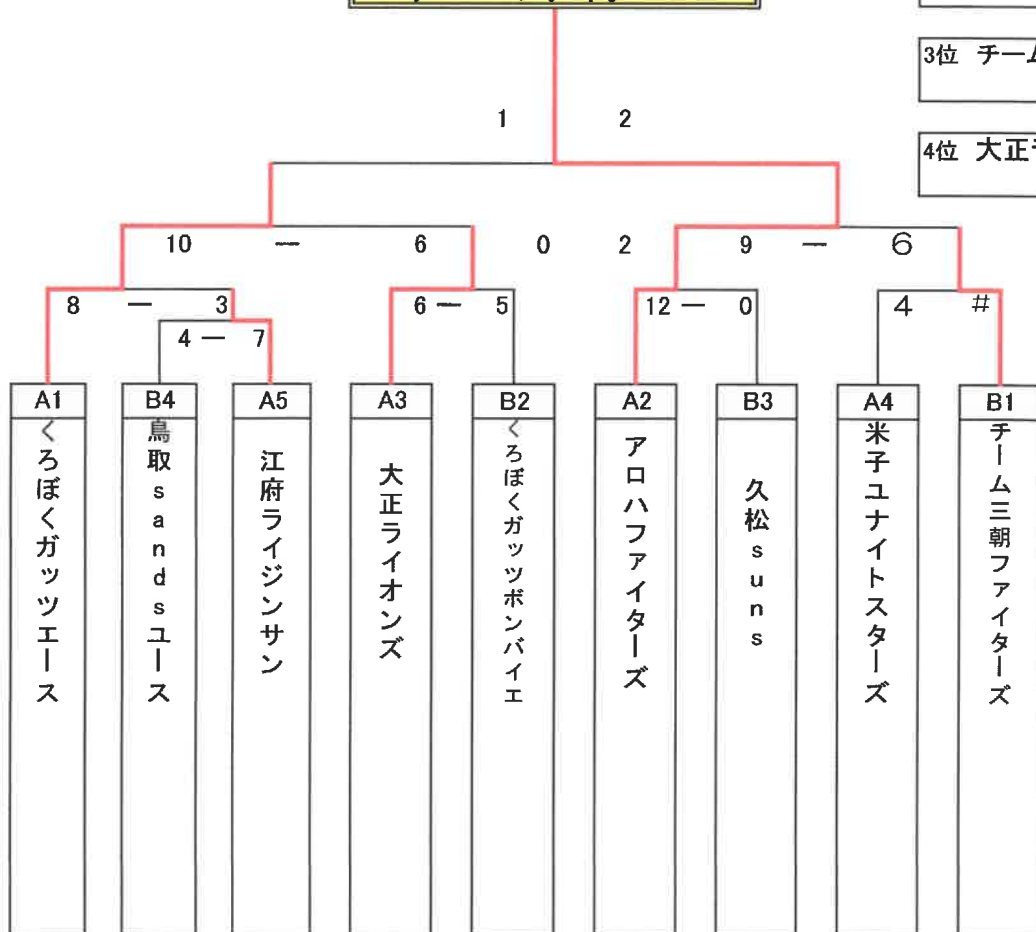 3位 チーム
1 2
4位 大正
10 — 6 0 2 9 — 6
8 — 3 6 — 5 12 — 0 4 #
4 — 7
A1 B4 A5 A3 B2 A2 B3 A4 B1
くろぼくガッツエース
鳥取sandsユース
江府ライジンサン
大正ライオンズ
くろぼくガッツボンバイエ
アロハファイターズ
久松suns
米子ユナイトスターズ
チーム三朝ファイターズ